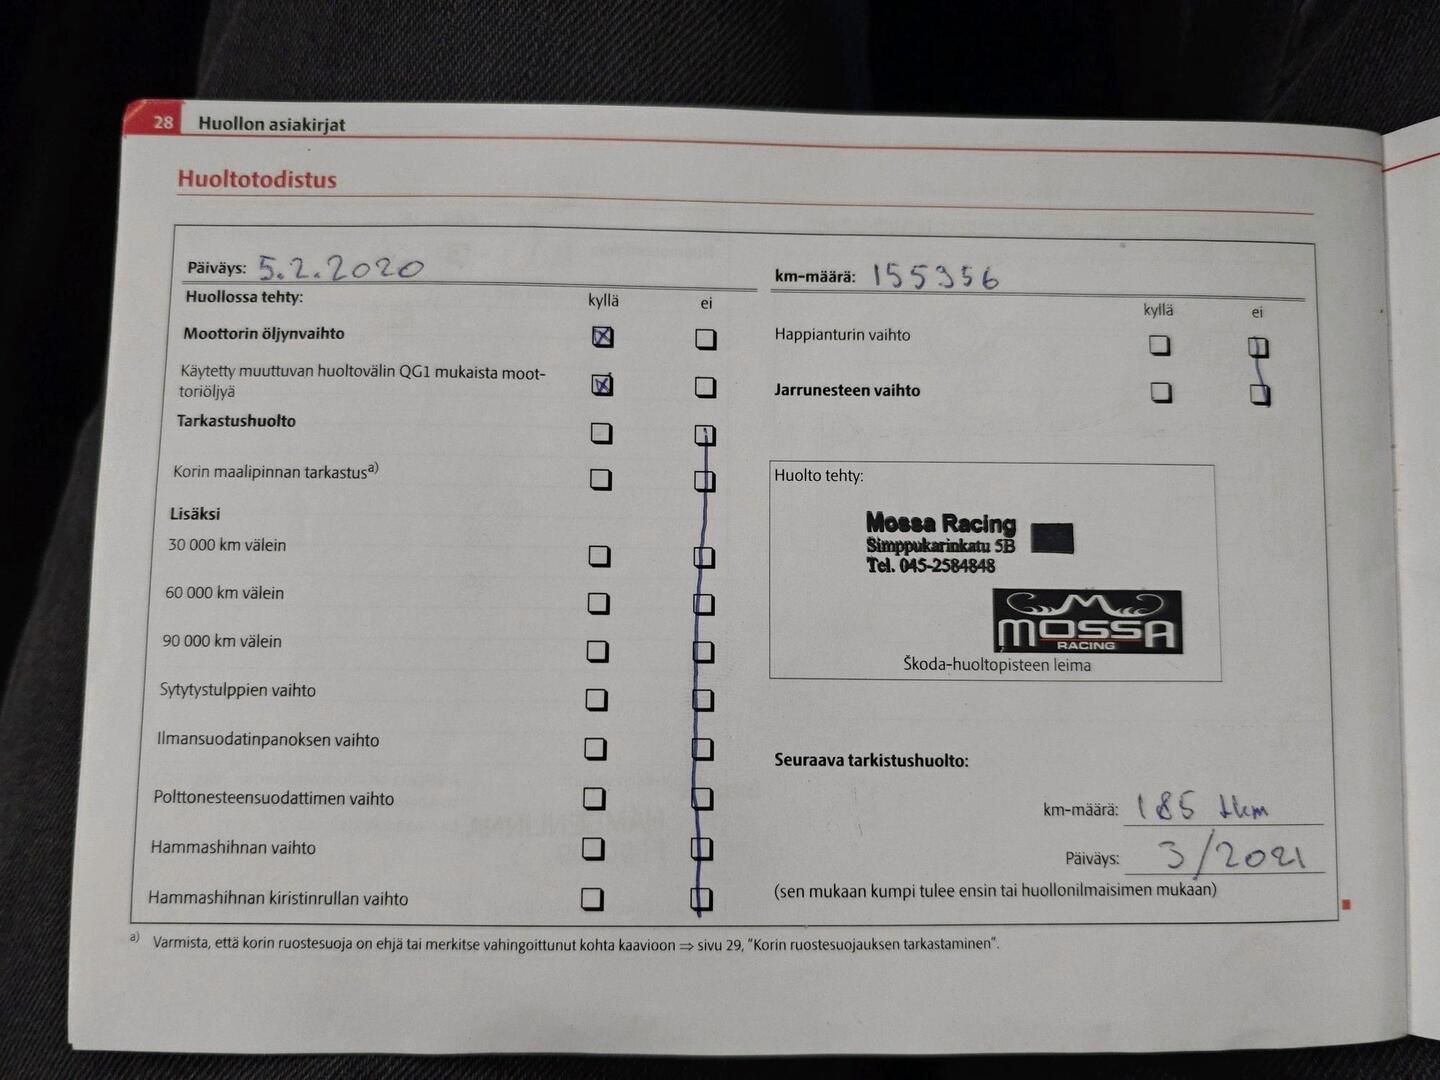 28 Huollon asiakirjat
Huoltotodistus
Päiväys: 5.2.2020
Huollossa tehty: kyllä ei
Moottorin öljynvaihto
Käytetty muuttuvan huoltovälin QG1 mukaista moot-
toriöljyä
Tarkastushuolto
Korin maalipinnan tarkastus a)
Lisäksi
30 000 km välein
60 000 km välein
90 000 km välein
Sytytystulppien vaihto
Ilmansuodatinpanoksen vaihto
Polttonesteensuodattimen vaihto
Hammashihnan vaihto
Hammashihnan kiristinrullan vaihto
km-määrä: 155356
kyllä ei
Happianturin vaihto
Jarrunesteen vaihto
Huolto tehty:
Mossa Racing
Simppukarinkatu 5B
Tel. 045-2584848
MOSSA
RACING
Škoda-huoltopisteen leima
Seuraava tarkistushuolto:
km-määrä: 185 tkm
Päiväys: 3/2021
(sen mukaan kumpi tulee ensin tai huollonilmaisimen mukaan)
a) Varmista, että korin ruostesuoja on ehjä tai merkitse vahingoittunut kohta kaavioon ⇒ sivu 29, "Korin ruostesuojauksen tarkastaminen".